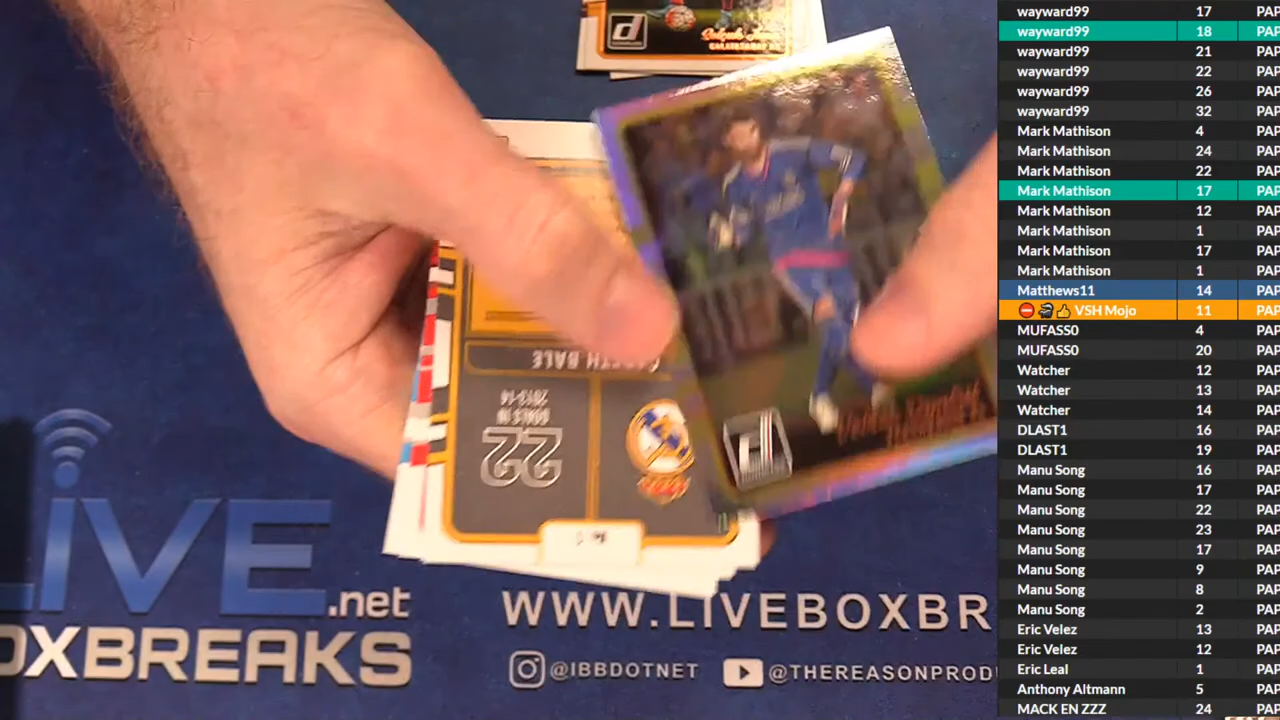 GALATASARAY SK
GARETH BALE
GOALS IN
2013-14
22
LIVE.net
OXBREAKS
WWW.LIVEBOXBR
@IBBDOTNET
@THEREASONPROD
wayward99 17 PAP
wayward99 18 PAP
wayward99 21 PAP
wayward99 22 PAP
wayward99 26 PAP
wayward99 32 PAP
Mark Mathison 4 PAP
Mark Mathison 24 PAP
Mark Mathison 22 PAP
Mark Mathison 17 PAP
Mark Mathison 12 PAP
Mark Mathison 1 PAP
Mark Mathison 17 PAP
Mark Mathison 1 PAP
Matthews11 14 PAP
VSH Mojo 11 PAP
MUFASS0 4 PAP
MUFASS0 20 PAP
Watcher 12 PAP
Watcher 13 PAP
Watcher 14 PAP
DLAST1 16 PAP
DLAST1 19 PAP
Manu Song 16 PAP
Manu Song 17 PAP
Manu Song 22 PAP
Manu Song 23 PAP
Manu Song 17 PAP
Manu Song 9 PAP
Manu Song 8 PAP
Manu Song 2 PAP
Eric Velez 13 PAP
Eric Velez 12 PAP
Eric Leal 1 PAP
Anthony Altmann 5 PAP
MACK EN ZZZ 24 PAP